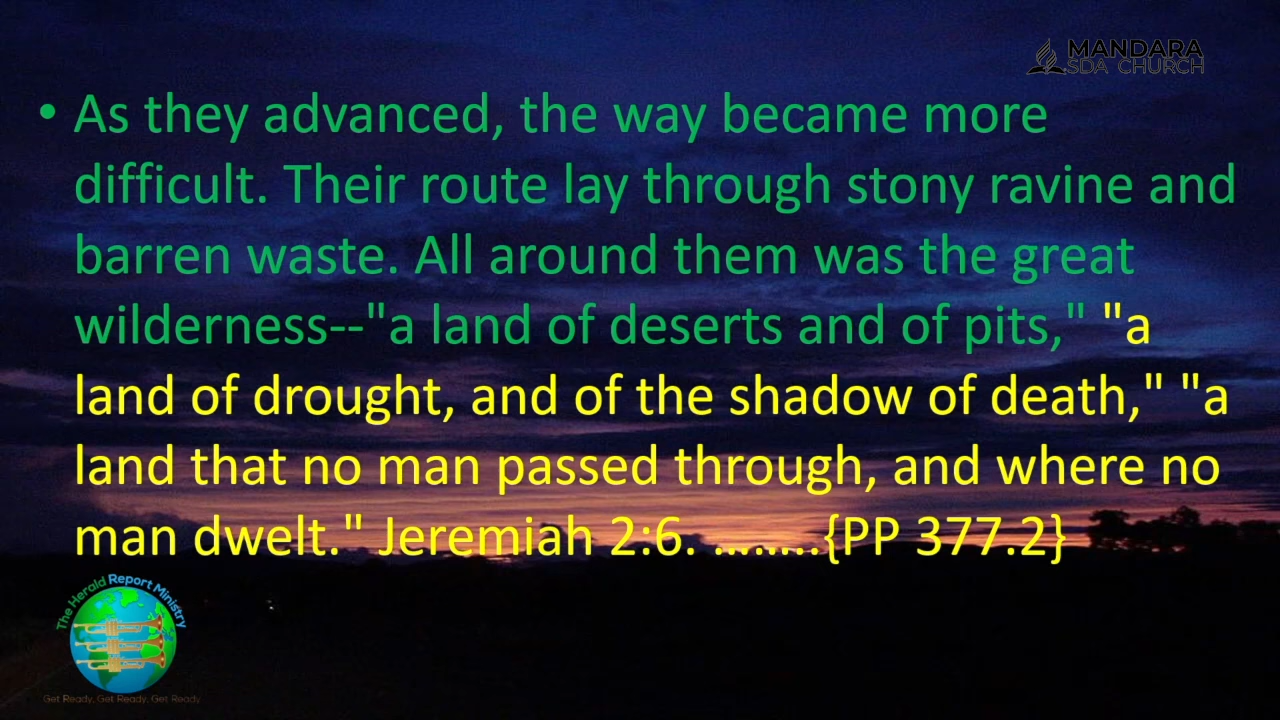 MANDARA
SDA CHURCH
• As they advanced, the way became more
difficult. Their route lay through stony ravine and
barren waste. All around them was the great
wilderness--"a land of deserts and of pits," "a
land of drought, and of the shadow of death," "a
land that no man passed through, and where no
man dwelt." Jeremiah 2:6. ........{PP 377.2}
The Herald Report Ministry
Get Ready, Get Ready, Get Ready